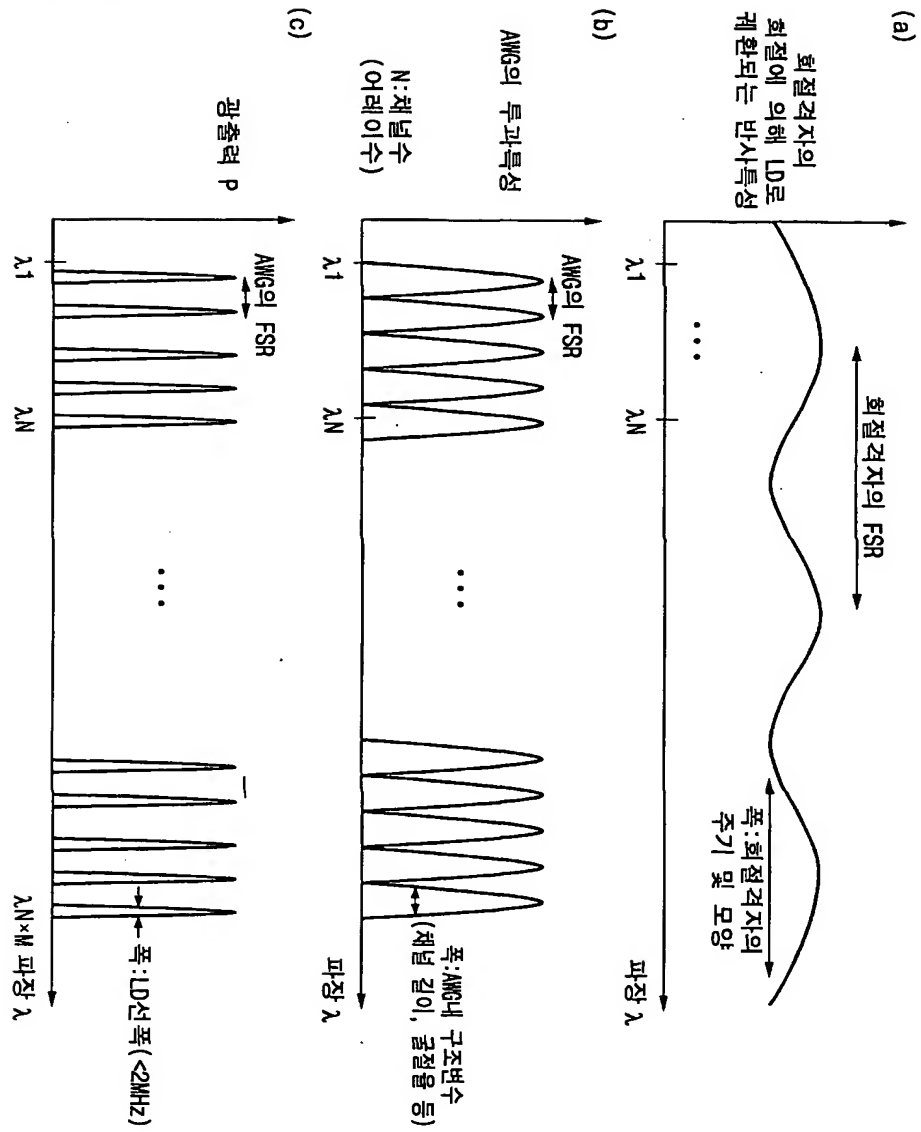 (a)
회절격자의
회절에 의해 LD로
궤환되는 반사특성
회절격자의 FSR
폭:회절격자의
주기 및 모양
λ1
...
λN
파장 λ
(b)
AWG의 투과특성
N:채널수
(어레이수)
AWG의 FSR
...
폭:AWG내 구조변수
(채널 길이, 굴절율 등)
λ1
λN
파장 λ
(c)
광출력 P
AWG의 FSR
...
폭:LD선폭(<2MHz)
λ1
λN
λN×M 파장 λ